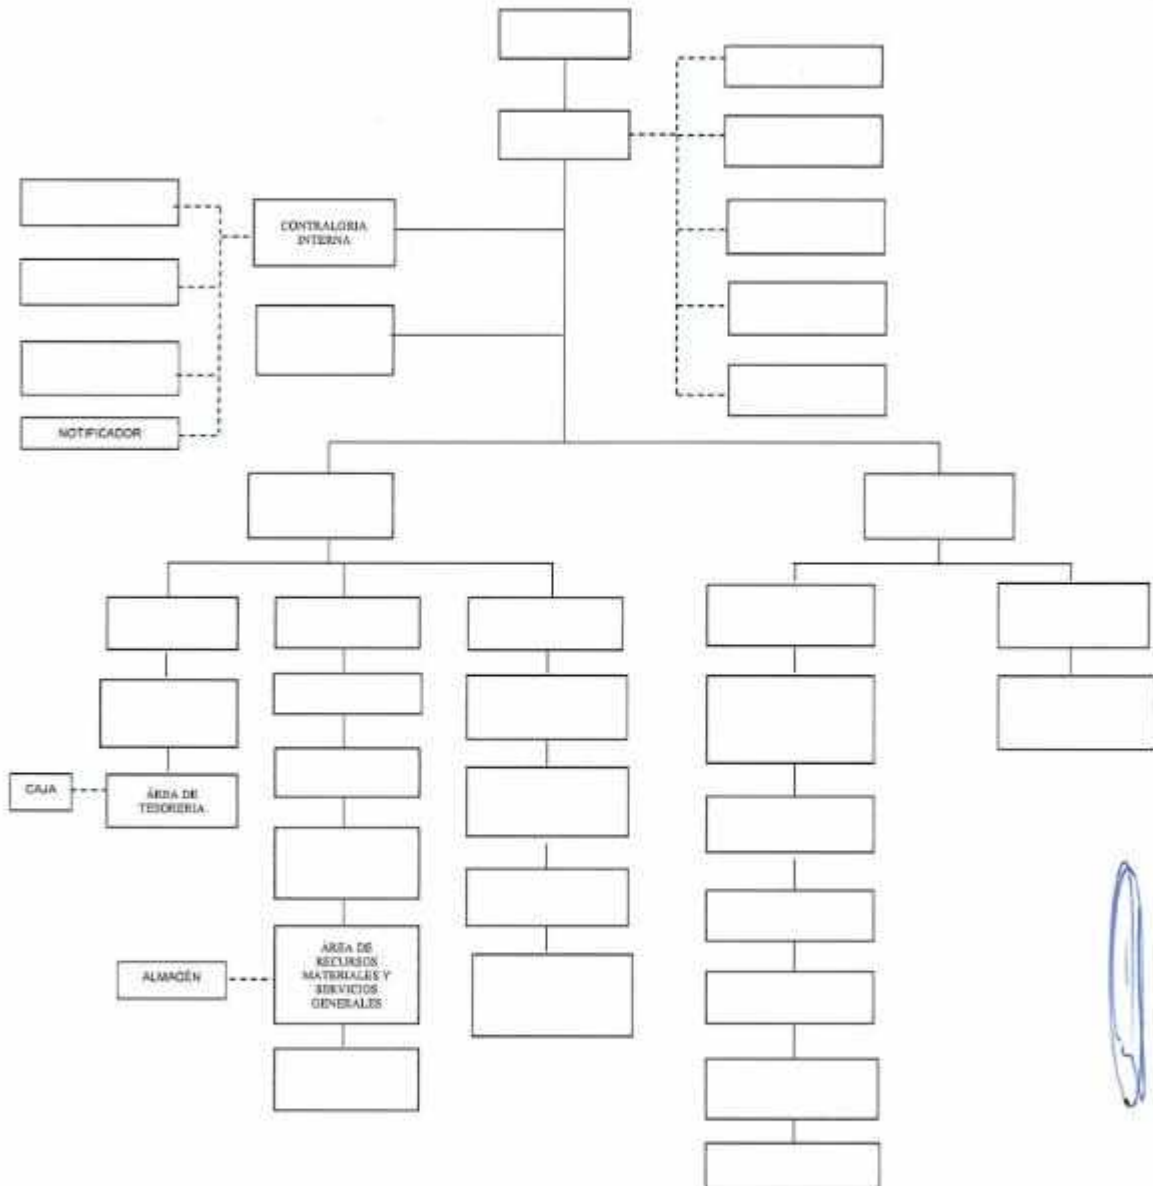 CONTRALORIA
INTERNA
NOTIFICADOR
CAJA
ÁREA DE
TESORERIA
ALMACÉN
ÁREA DE
RECURSOS
MATERIALES Y
SERVICIOS
GENERALES